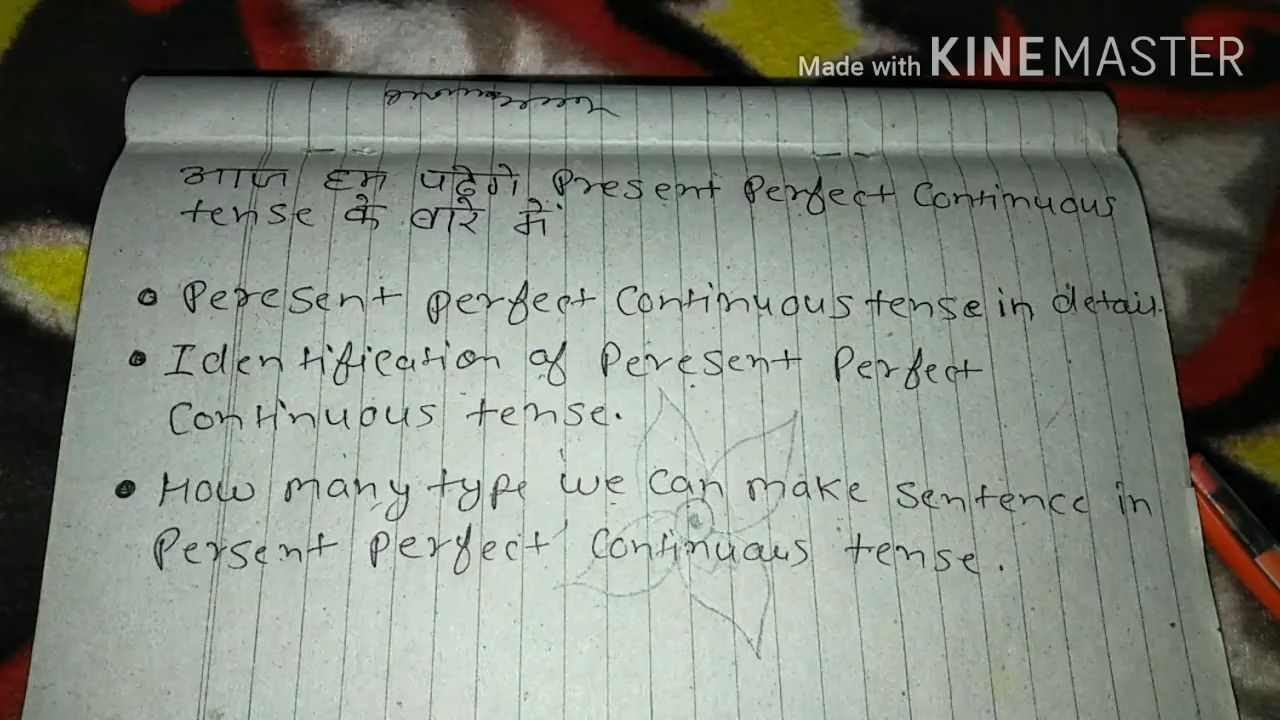 Made with KINEMASTER
आज हम पढ़ेगे Present Perfect Continuous
tense के बारे में
• Peresent perfect continuous tense in detail.
• Identification of Peresent Perfect
Continuous tense.
• How many type we can make sentence in
Persent perfect continuous tense.